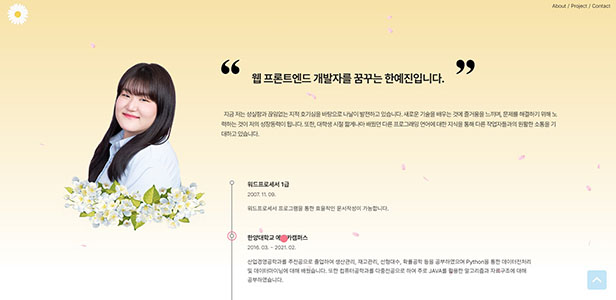 About / Project / Contact
“ 웹 프론트엔드 개발자를 꿈꾸는 한예진입니다. ”
지금 저는 성실함과 끊임없는 지적 호기심을 바탕으로 나날이 발전하고 있습니다. 새로운 기술을 배우는 것에 즐거움을 느끼며, 문제를 해결하기 위해 노
력하는 것이 저의 성장동력이 됩니다. 또한, 대학생 시절 짧게나마 배웠던 다른 프로그래밍 언어에 대한 지식을 통해 다른 작업자들과의 원활한 소통을 기
대하고 있습니다.
워드프로세서 1급
2007. 11. 09.
워드프로세서 프로그램을 통한 효율적인 문서작성이 가능합니다.
한양대학교
2016. 03. - 2021. 02.
산업경영공학과를 주전공으로 졸업하여 생산관리, 재고관리, 선형대수, 확률공학 등을 공부하였으며 Python을 통한 데이터전처리
및 데이터마이닝에 대해 배웠습니다. 또한 컴퓨터공학과를 다중전공으로 하여 주로 JAVA를 활용한 알고리즘과 자료구조에 대해
공부하였습니다.